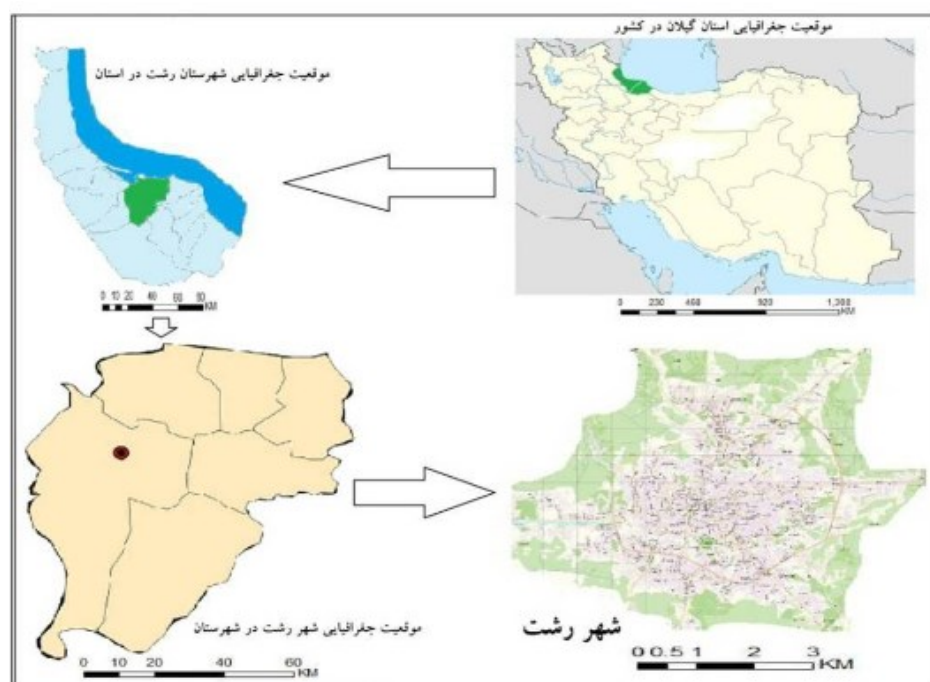 موقعیت جغرافیایی استان گیلان در کشور
0 230 460 920 1,380
KM
موقعیت جغرافیایی شهرستان رشت در استان
0 10 20 40 60 80
KM
موقعیت جغرافیایی شهر رشت در شهرستان
0 10 20 40 60
KM
شهر رشت
0 0.5 1 2 3
KM